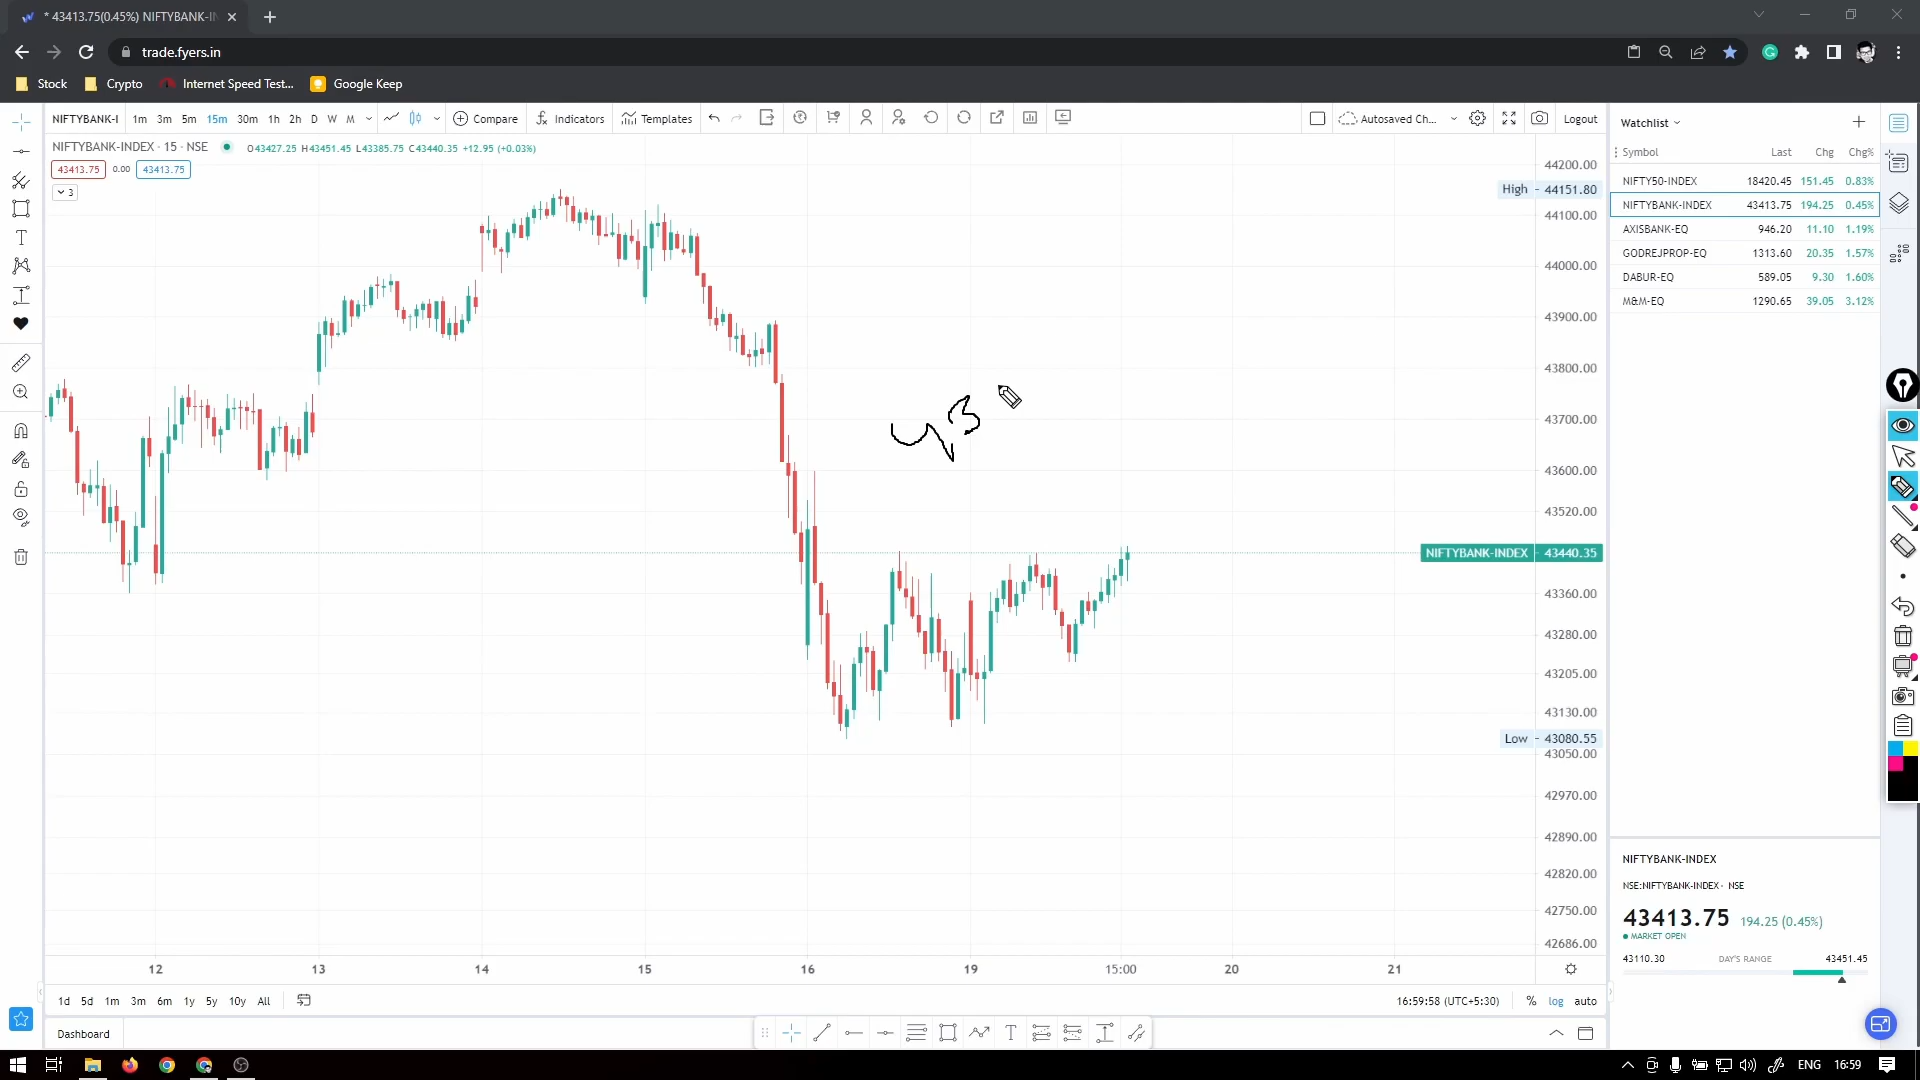 * 43413.75(0.45%) NIFTYBANK-IN
trade.fyers.in
Stock Crypto Internet Speed Test... Google Keep
NIFTYBANK-I 1m 3m 5m 15m 30m 1h 2h D W M Compare Indicators Templates Autosaved Ch... Logout
NIFTYBANK-INDEX · 15 · NSE O43427.25 H43451.45 L43385.75 C43440.35 +12.95 (+0.03%)
43413.75 0.00 43413.75
3
43
44200.00
High - 44151.80
44100.00
44000.00
43900.00
43800.00
43700.00
43600.00
43520.00
NIFTYBANK-INDEX - 43440.35
43360.00
43280.00
43205.00
43130.00
Low - 43080.55
43050.00
42970.00
42890.00
42820.00
42750.00
42686.00
12 13 14 15 16 19 15:00 20 21
1d 5d 1m 3m 6m 1y 5y 10y All 16:59:58 (UTC+5:30) % log auto
Dashboard
Watchlist
Symbol Last Chg Chg%
NIFTY50-INDEX 18420.45 151.45 0.83%
NIFTYBANK-INDEX 43413.75 194.25 0.45%
AXISBANK-EQ 946.20 11.10 1.19%
GODREJPROP-EQ 1313.60 20.35 1.57%
DABUR-EQ 589.05 9.30 1.60%
M&M-EQ 1290.65 39.05 3.12%
NIFTYBANK-INDEX
NSE:NIFTYBANK-INDEX · NSE
43413.75 194.25 (0.45%)
MARKET OPEN
43110.30 DAY'S RANGE 43451.45
ENG 16:59